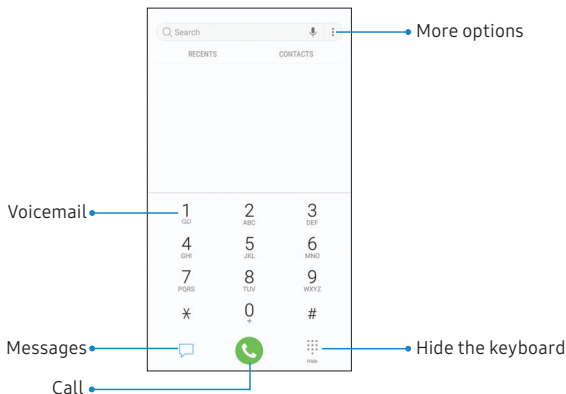 Search
More options
RECENTS CONTACTS
Voicemail
1 2 3
ABC DEF
4 5 6
GHI JKL MNO
7 8 9
PQRS TUV WXYZ
* 0 #
+
Messages
Hide
Hide the keyboard
Call